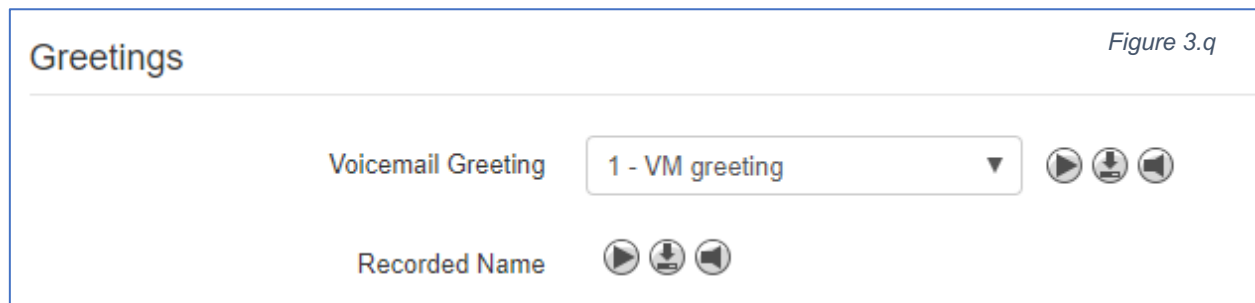 Greetings
Figure 3.q
Voicemail Greeting
1 - VM greeting
Recorded Name